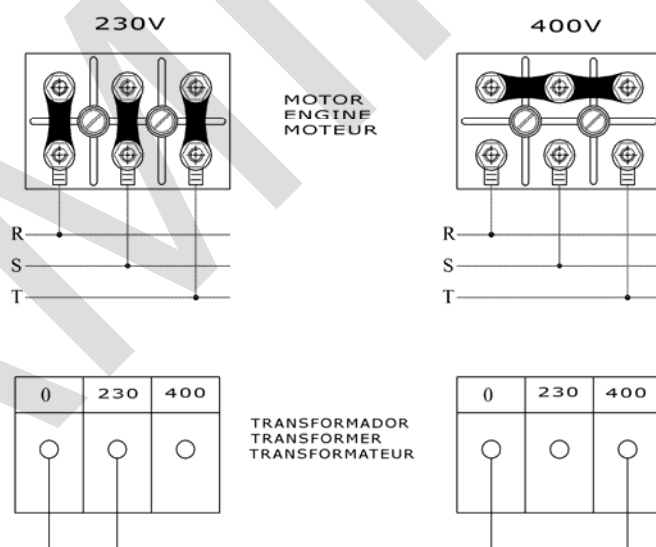 230V
400V
MOTOR
ENGINE
MOTEUR
R
S
T
R
S
T
0 230 400
TRANSFORMADOR
TRANSFORMER
TRANSFORMATEUR
0 230 400